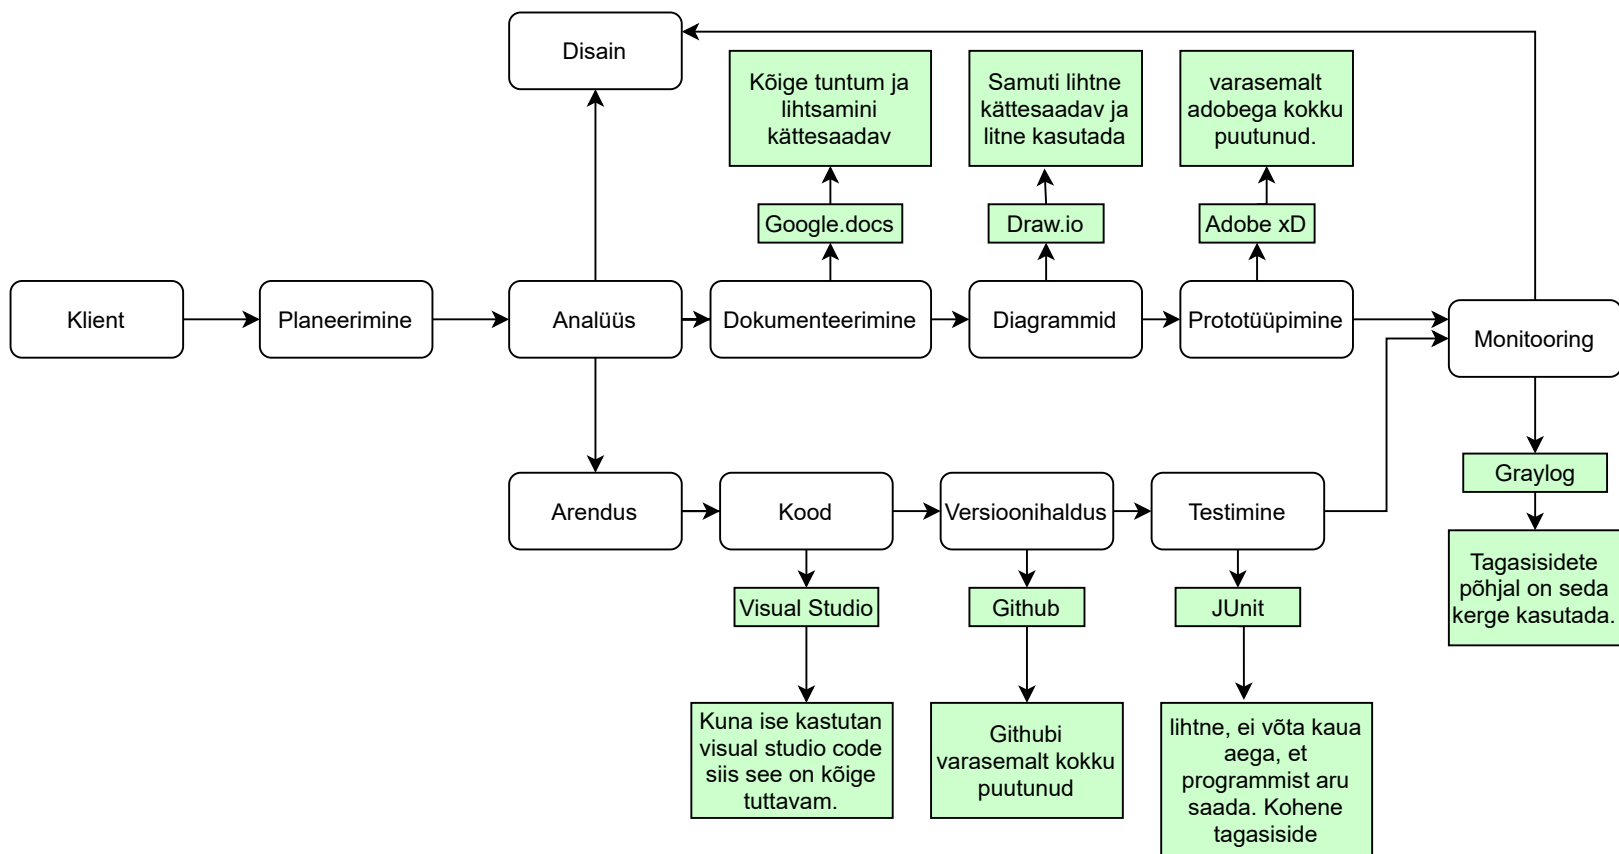 Disain
Kõige tuntum ja
lihtsamini
kättesaadav
Samuti lihtne
kättesaadav ja
litne kasutada
varasemalt
adobega kokku
puutunud.
Google.docs
Draw.io
Adobe xD
Klient
Planeerimine
Analüüs
Dokumenteerimine
Diagrammid
Prototüüpimine
Monitooring
Graylog
Tagasisidete
põhjal on seda
kerge kasutada.
Arendus
Kood
Versioonihaldus
Testimine
Visual Studio
Github
JUnit
Kuna ise kastutan
visual studio code
siis see on kõige
tuttavam.
Githubi
varasemalt kokku
puutunud
lihtne, ei võta kaua
aega, et
programmist aru
saada. Kohene
tagasiside